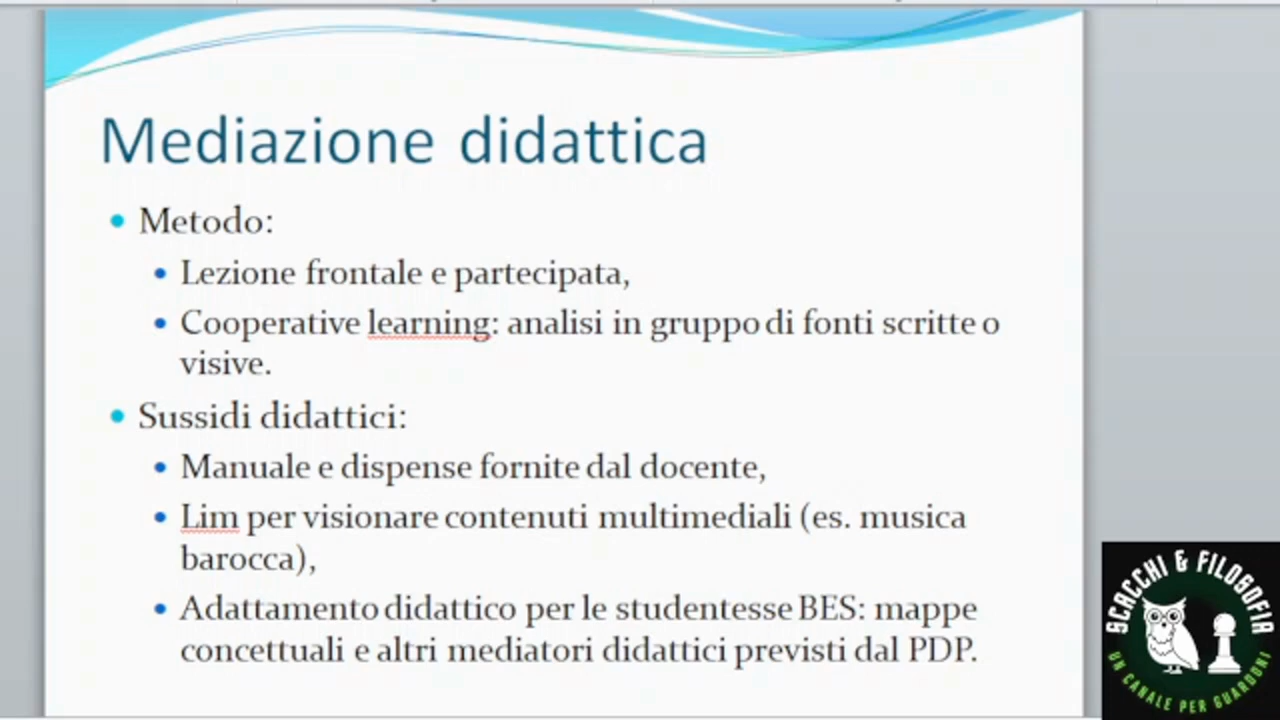 Mediazione didattica
Metodo:
Lezione frontale e partecipata,
Cooperative learning: analisi in gruppo di fonti scritte o
visive.
Sussidi didattici:
Manuale e dispense fornite dal docente,
Lim per visionare contenuti multimediali (es. musica
barocca),
Adattamento didattico per le studentesse BES: mappe
concettuali e altri mediatori didattici previsti dal PDP.
SCACCHI & FILOSOFIA
UN CANALE PER GUARDONI